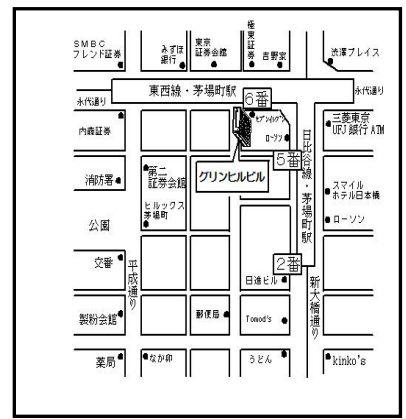 SMBC
フレンド証券
みずほ
銀行
東京
証券会館
極東証券
吉野家
渋澤プレイス
永代通り
東西線・茅場町駅
永代通り
6番
内藤証券
セブンイレブン
ローソン
三菱東京
UFJ銀行ATM
5番
日比谷線・茅場町駅
消防署
第二
証券会館
グリンヒルビル
スマイル
ホテル日本橋
ヒルックス
茅場町
ローソン
公園
交番
平成通り
2番
日進ビル
新大橋通り
製粉会館
郵便局
Tomod's
薬局
なか卯
うどん
kinko's